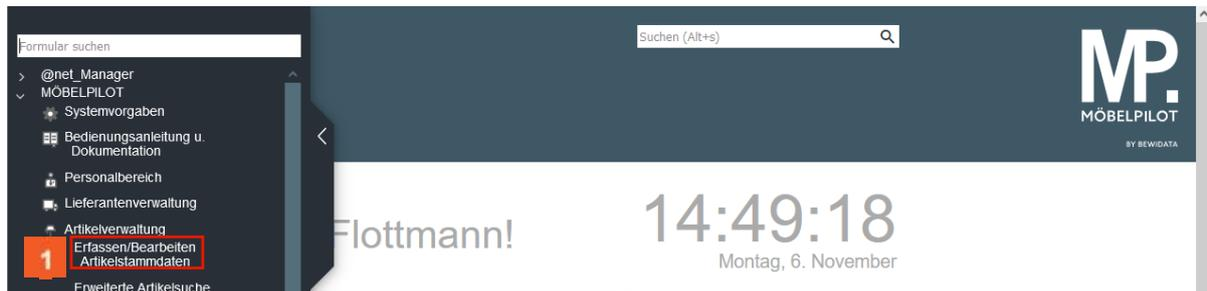 Formular suchen
@net_Manager
MÖBELPILOT
Systemvorgaben
Bedienungsanleitung u.
Dokumentation
Personalbereich
Lieferantenverwaltung
Artikelverwaltung
1
Erfassen/Bearbeiten
Artikelstammdaten
Erweiterte Artikelsuche
Suchen (Alt+s)
MP.
MÖBELPILOT
BY BEWIDATA
Flottmann!
14:49:18
Montag, 6. November